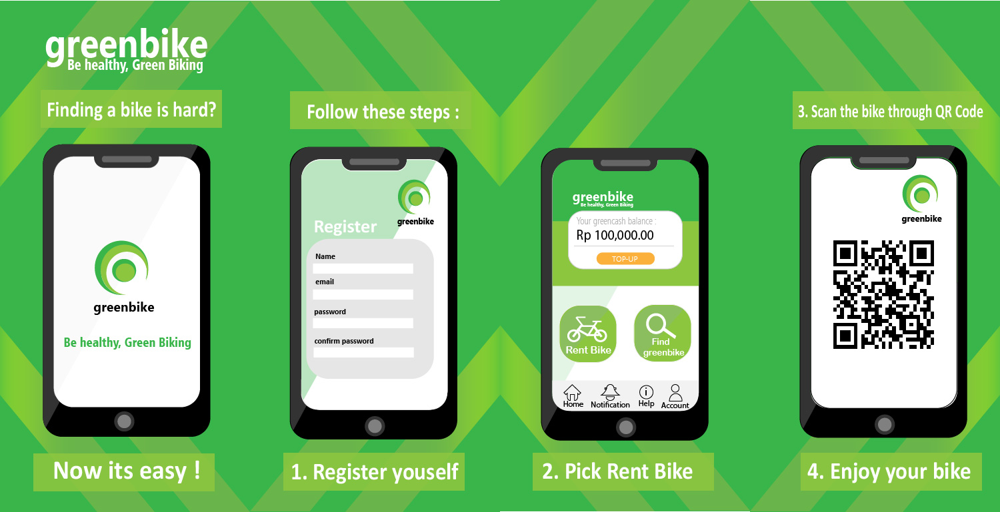 greenbike
Be healthy, Green Biking
Finding a bike is hard?
greenbike
Be healthy, Green Biking
Now its easy !
Follow these steps :
greenbike
Register
Name
email
password
confirm password
1. Register youself
greenbike
Be healthy, Green Biking
Your greencash balance :
Rp 100,000.00
TOP-UP
Rent Bike
Find
greenbike
Home
Notification
Help
Account
2. Pick Rent Bike
3. Scan the bike through QR Code
greenbike
4. Enjoy your bike